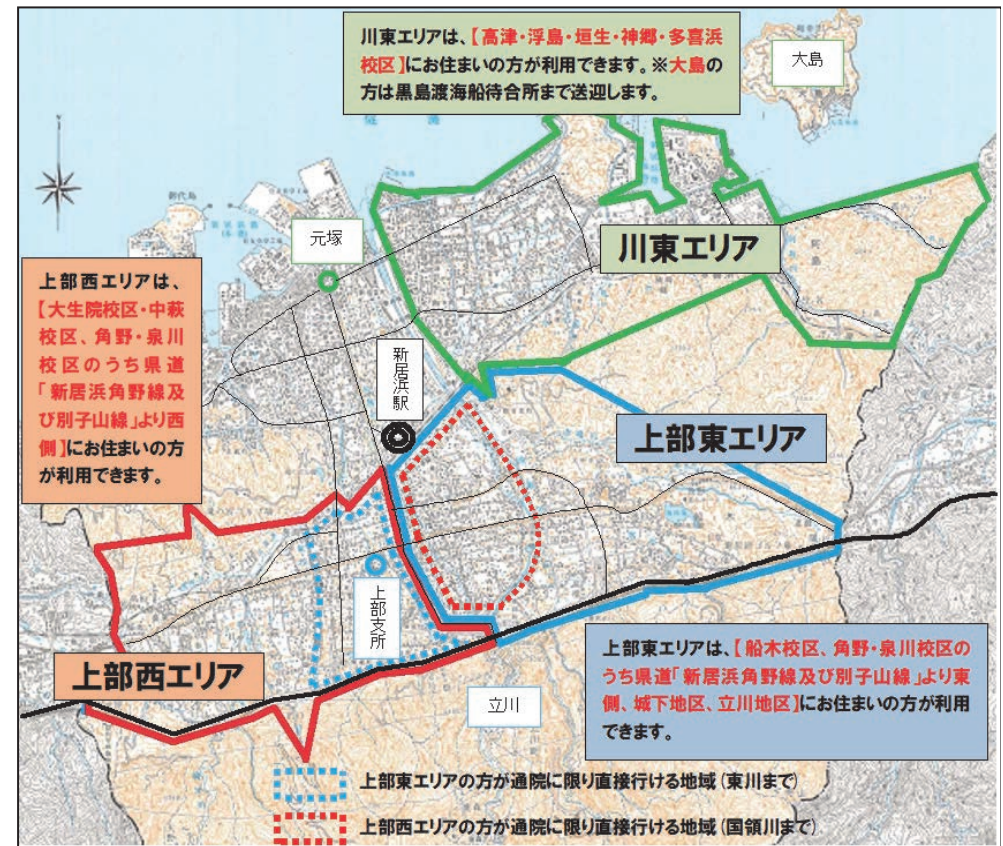 川東エリアは、【高津・浮島・垣生・神郷・多喜浜
校区】にお住まいの方が利用できます。※大島の
方は黒島渡海船待合所まで送迎します。
大島
元塚
川東エリア
上部西エリアは、
【大生院校区・中萩
校区、角野・泉川
校区のうち県道
「新居浜角野線及
び別子山線」より西
側】にお住まいの方
が利用できます。
新居浜駅
上部東エリア
上部支所
上部西エリア
立川
上部東エリアは、【船木校区、角野・泉川校区の
うち県道「新居浜角野線及び別子山線」より東
側、城下地区、立川地区】にお住まいの方が利用
できます。
上部東エリアの方が通院に限り直接行ける地域(東川まで)
上部西エリアの方が通院に限り直接行ける地域(国領川まで)